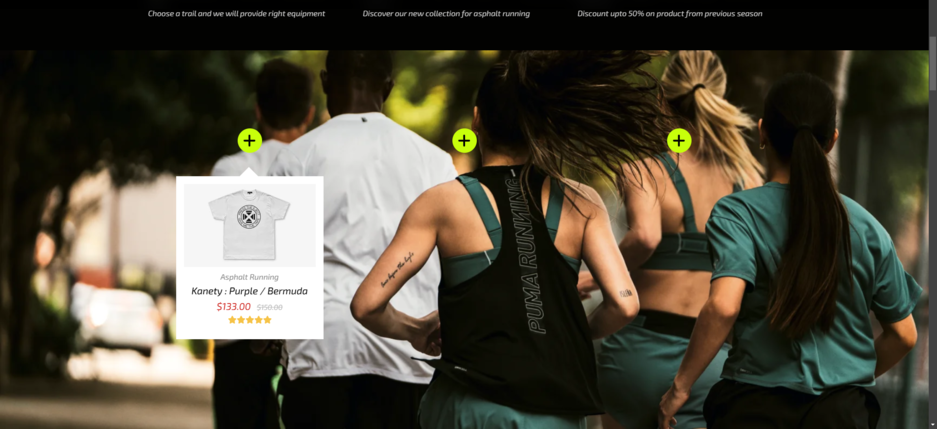 Choose a trail and we will provide right equipment
Discover our new collection for asphalt running
Discount upto 50% on product from previous season
PUMA RUNNING
Asphalt Running
Kanety : Purple / Bermuda
$133.00 $150.00